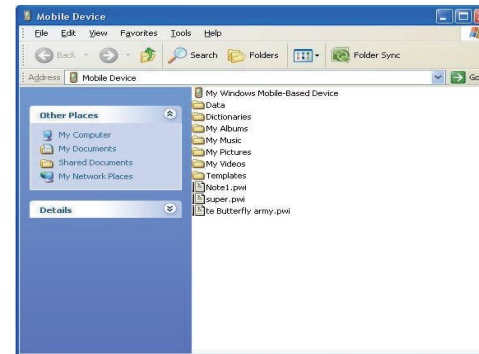 Mobile Device
File Edit View Favorites Tools Help
Back Search Folders Folder Sync
Address Mobile Device Go
Other Places
My Computer
My Documents
Shared Documents
My Network Places
Details
My Windows Mobile-Based Device
Data
Dictionaries
My Albums
My Music
My Pictures
My Videos
Templates
Note1.pwi
super.pwi
te Butterfly army.pwi